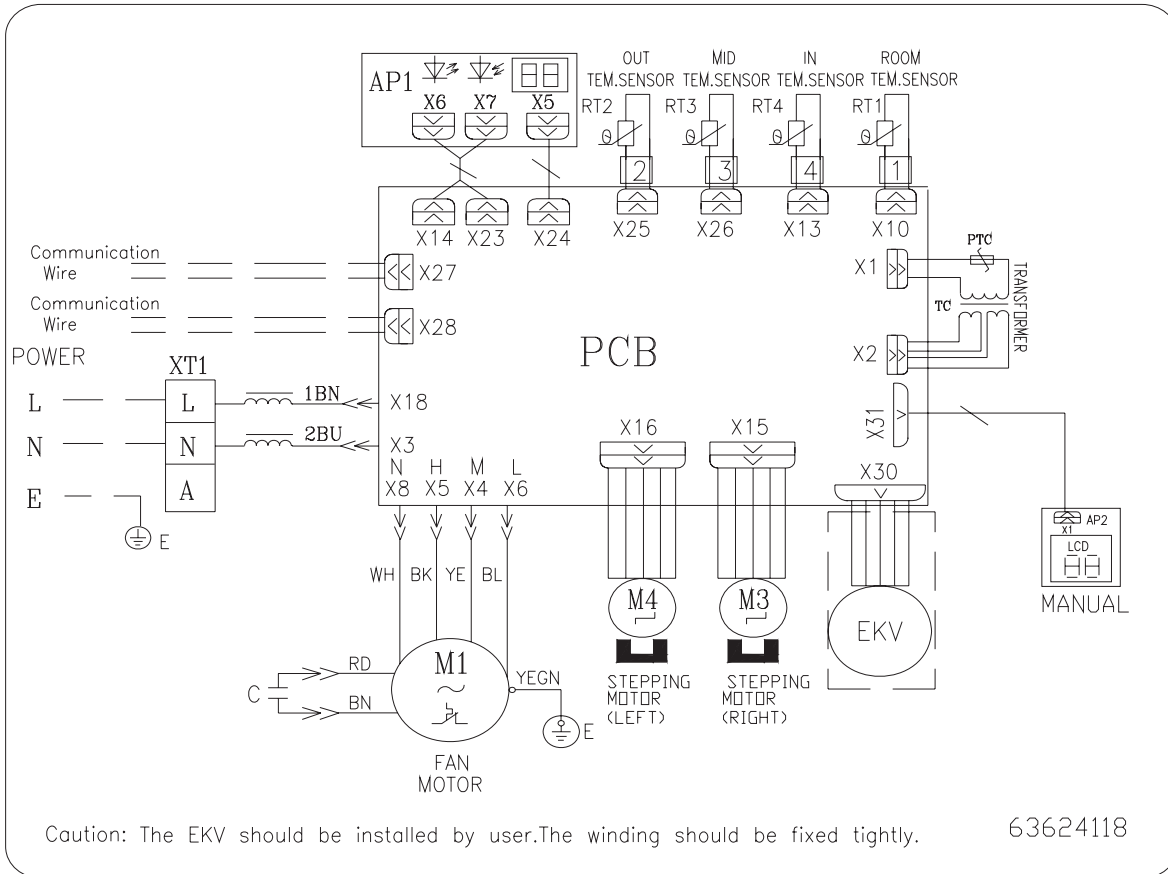 OUT MID IN ROOM
TEM.SENSOR TEM.SENSOR TEM.SENSOR TEM.SENSOR
AP1
X6 X7 X5
RT2 RT3 RT4 RT1
θ θ θ θ
2 3 4 1
X14 X23 X24 X25 X26 X13 X10
Communication
Wire
X27
Communication
Wire
X28
X1
PTC
TC
TRANSFORMER
X2
PCB
POWER
XT1
L L 1BN X18
N N 2BU X3
E A
E
X31
N H M L
X8 X5 X4 X6
X16 X15 X30
WH BK YE BL
X1 AP2
LCD
MANUAL
M4 M3 EKV
C RD
BN
M1
~
YEGN
E
FAN
MOTOR
STEPPING
MOTOR
(LEFT)
STEPPING
MOTOR
(RIGHT)
Caution: The EKV should be installed by user.The winding should be fixed tightly.
63624118